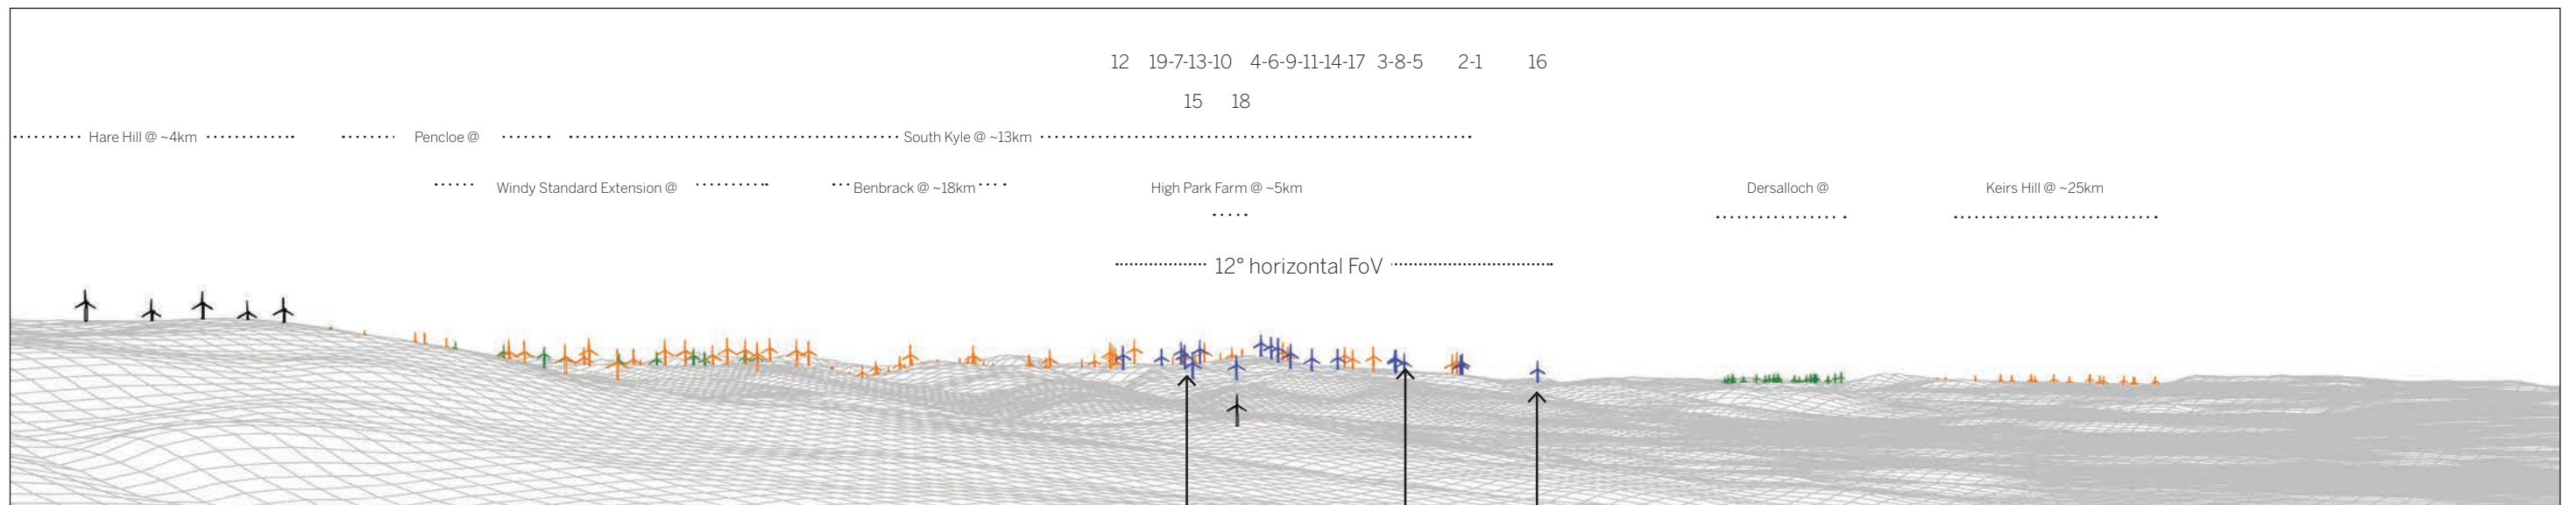 12 19-7-13-10 4-6-9-11-14-17 3-8-5 2-1 16
15 18
Hare Hill @ ~4km Pencloe @ South Kyle @ ~13km
Windy Standard Extension @ Benbrack @ ~18km High Park Farm @ ~5km Dersalloch @ Keirs Hill @ ~25km
12° horizontal FoV